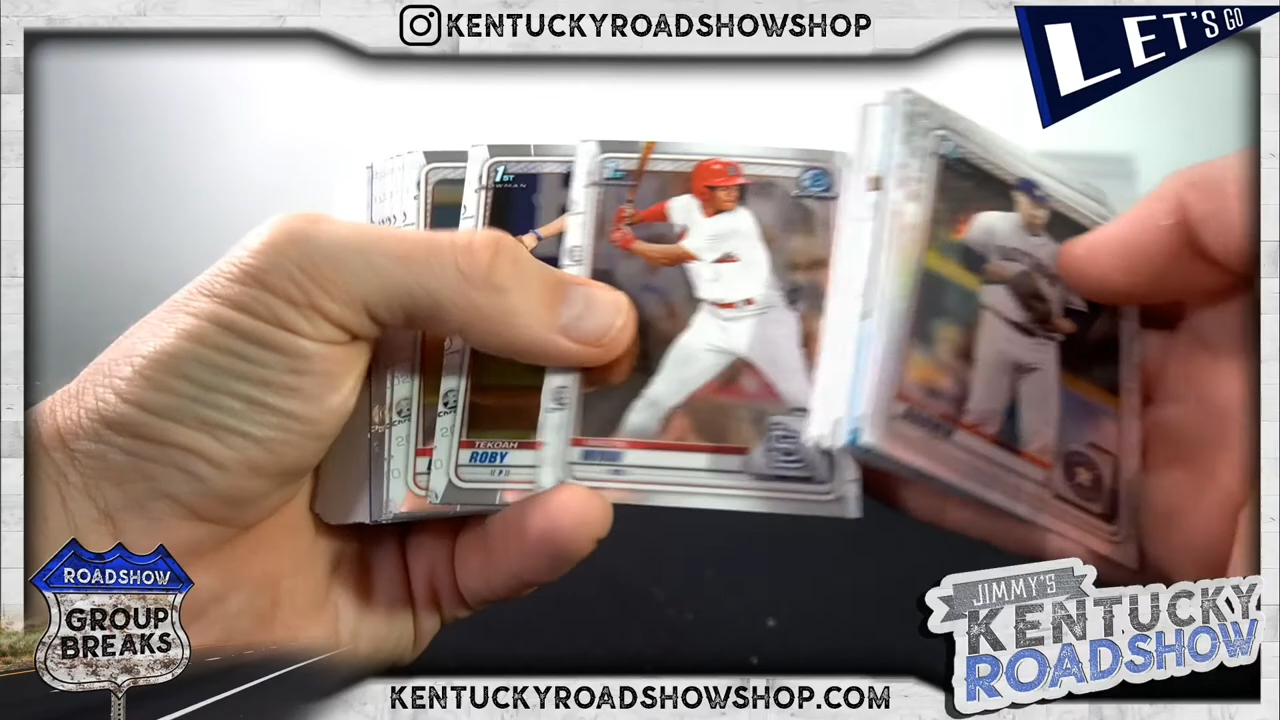 KENTUCKYROADSHOWSHOP
LET'S GO
1ST
BOWMAN
TEKOAH
ROBY
P
ROADSHOW
GROUP
BREAKS
JIMMY'S
KENTUCKY
ROADSHOW
KENTUCKYROADSHOWSHOP.COM